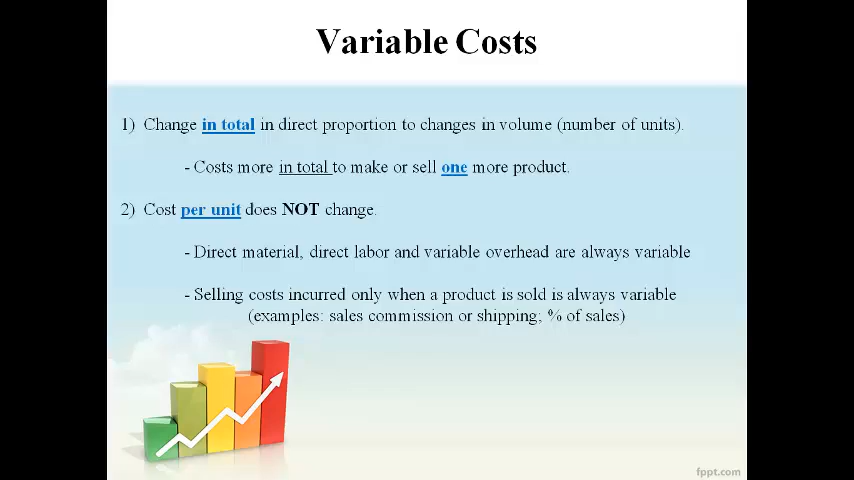 Variable Costs
1) Change in total in direct proportion to changes in volume (number of units).
- Costs more in total to make or sell one more product.
2) Cost per unit does NOT change.
- Direct material, direct labor and variable overhead are always variable
- Selling costs incurred only when a product is sold is always variable
(examples: sales commission or shipping; % of sales)
fppt.com